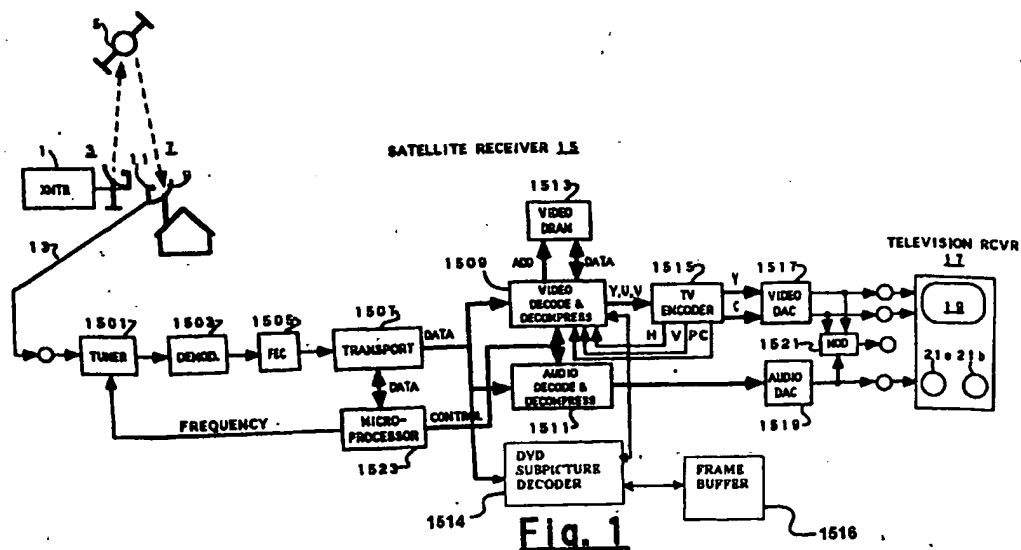 5
1
3
11
7
9
XMTR
13
SATELLITE RECEIVER 15
1513
VIDEO
DRAM
ADD
DATA
1509
VIDEO DECODE &
DECOMPRESS
Y,U,V
1515
TV
ENCODER
Y
C
1517
VIDEO
DAC
TELEVISION RCVR
17
19
21a
21b
H
V
PC
1521
MOD
1501
TUNER
1503
DEMOD.
1505
FEC
1507
TRANSPORT
DATA
DATA
AUDIO
DECODE &
DECOMPRESS
1511
AUDIO
DAC
1519
FREQUENCY
MICRO-
PROCESSOR
1523
CONTROL
DVD
SUBPICTURE
DECODER
1514
FRAME
BUFFER
1516
Fig. 1